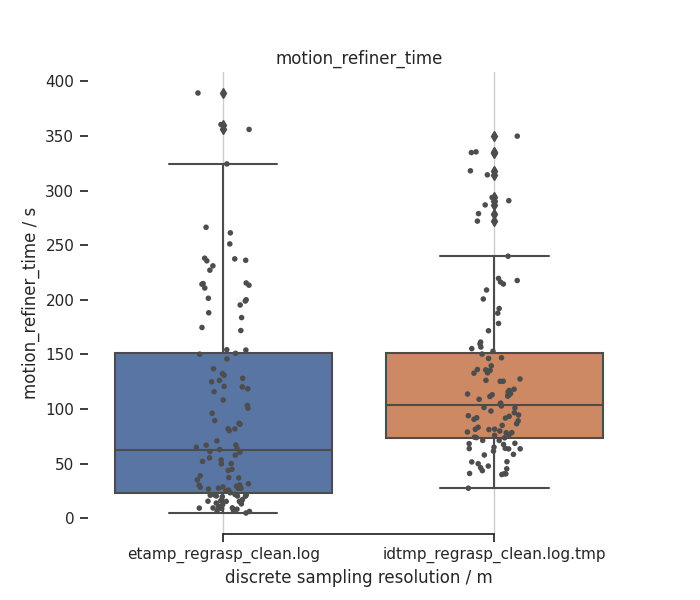 motion_refiner_time
400
350
300
250
200
150
100
50
0
motion_refiner_time / s
etamp_regrasp_clean.log
idtmp_regrasp_clean.log.tmp
discrete sampling resolution / m